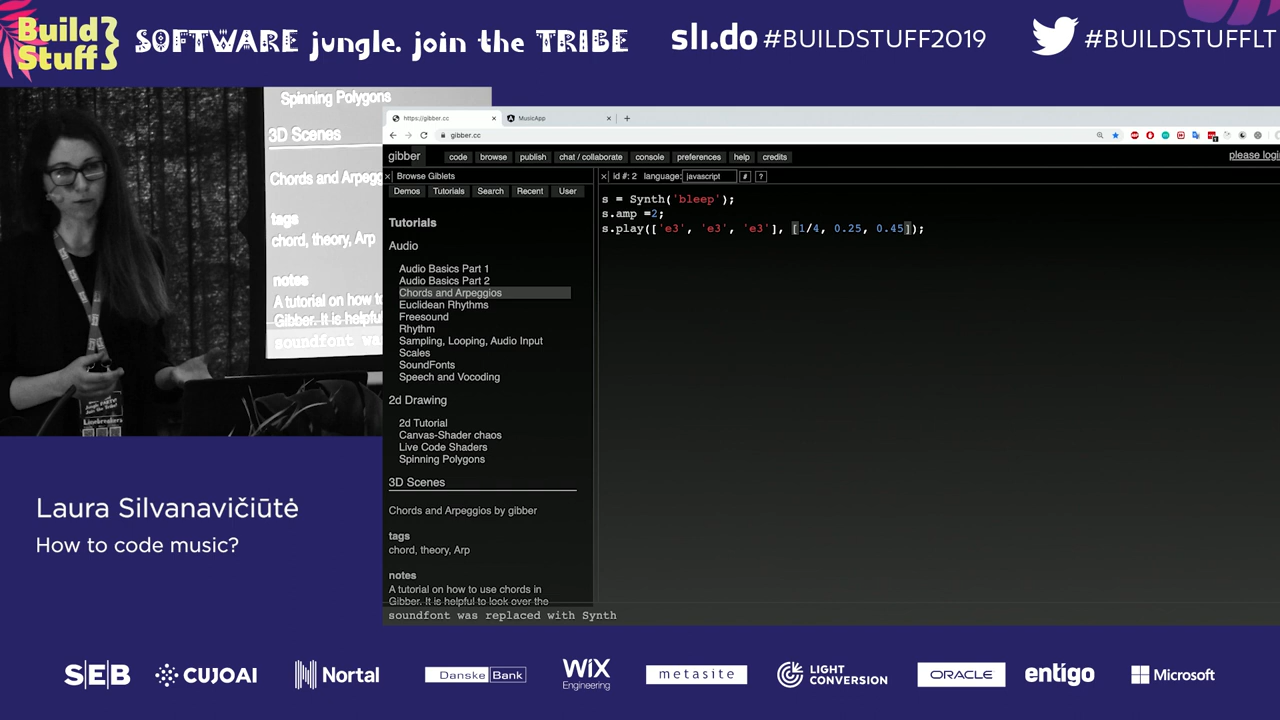 Build
Stuff
SOFTWARE jungle. join the TRIBE
sli.do #BUILDSTUFF2019
#BUILDSTUFFLT
Spinning Polygons
3D Scenes
Chords and Arpegg
tags
chord, theory, Arp
notes
A tutorial on how t
Gibber. It is helpful
soundfont wa
Linebreakers
https://gibber.cc
MusicApp
gibber.cc
gibber
code
browse
publish
chat / collaborate
console
preferences
help
credits
please login
Browse Giblets
Demos
Tutorials
Search
Recent
User
Tutorials
Audio
Audio Basics Part 1
Audio Basics Part 2
Chords and Arpeggios
Euclidean Rhythms
Freesound
Rhythm
Sampling, Looping, Audio Input
Scales
SoundFonts
Speech and Vocoding
2d Drawing
2d Tutorial
Canvas-Shader chaos
Live Code Shaders
Spinning Polygons
3D Scenes
Chords and Arpeggios by gibber
tags
chord, theory, Arp
notes
A tutorial on how to use chords in
Gibber. It is helpful to look over the
soundfont was replaced with Synth
id #: 2 language: javascript # ?
s = Synth('bleep');
s.amp =2;
s.play(['e3', 'e3', 'e3'], [1/4, 0.25, 0.45]);
Laura Silvanavičiūtė
How to code music?
S|E|B
CUJOAI
Nortal
Danske Bank
WiX
Engineering
metasite
LIGHT
CONVERSION
ORACLE
entigo
Microsoft